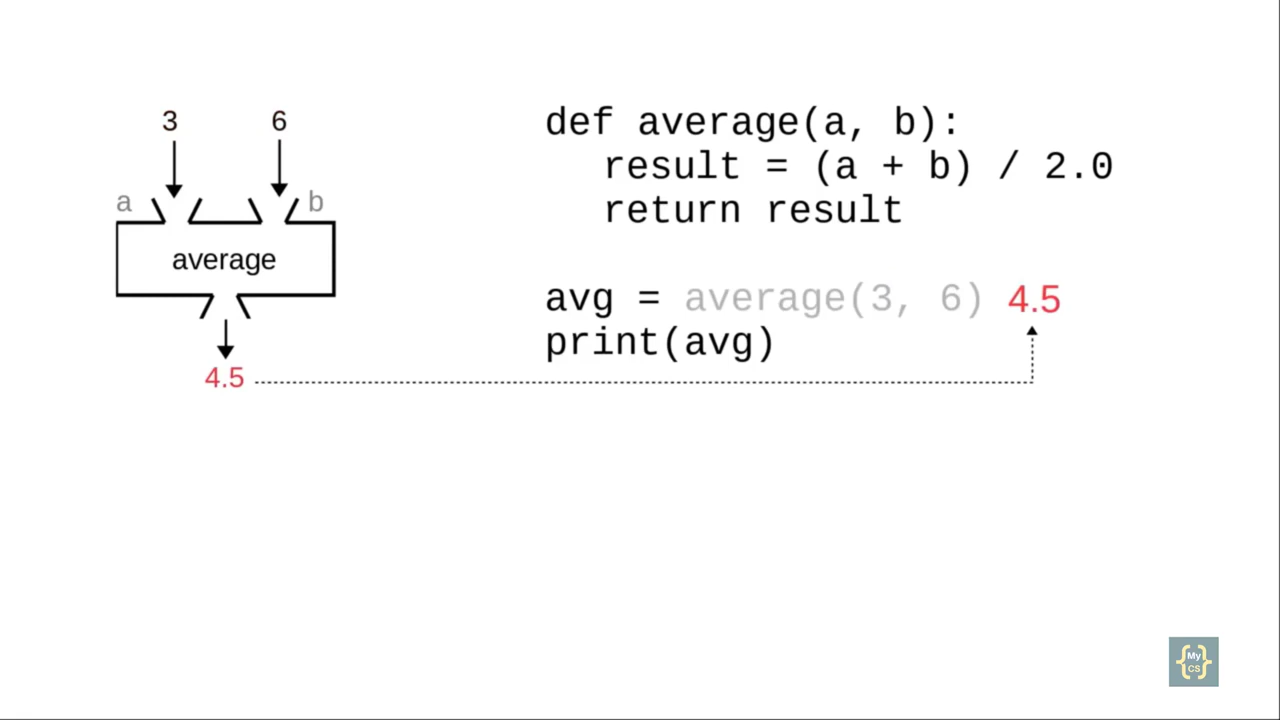 3 6
a b
average
4.5
def average(a, b):
result = (a + b) / 2.0
return result
avg = average(3, 6) 4.5
print(avg)
{My CS}